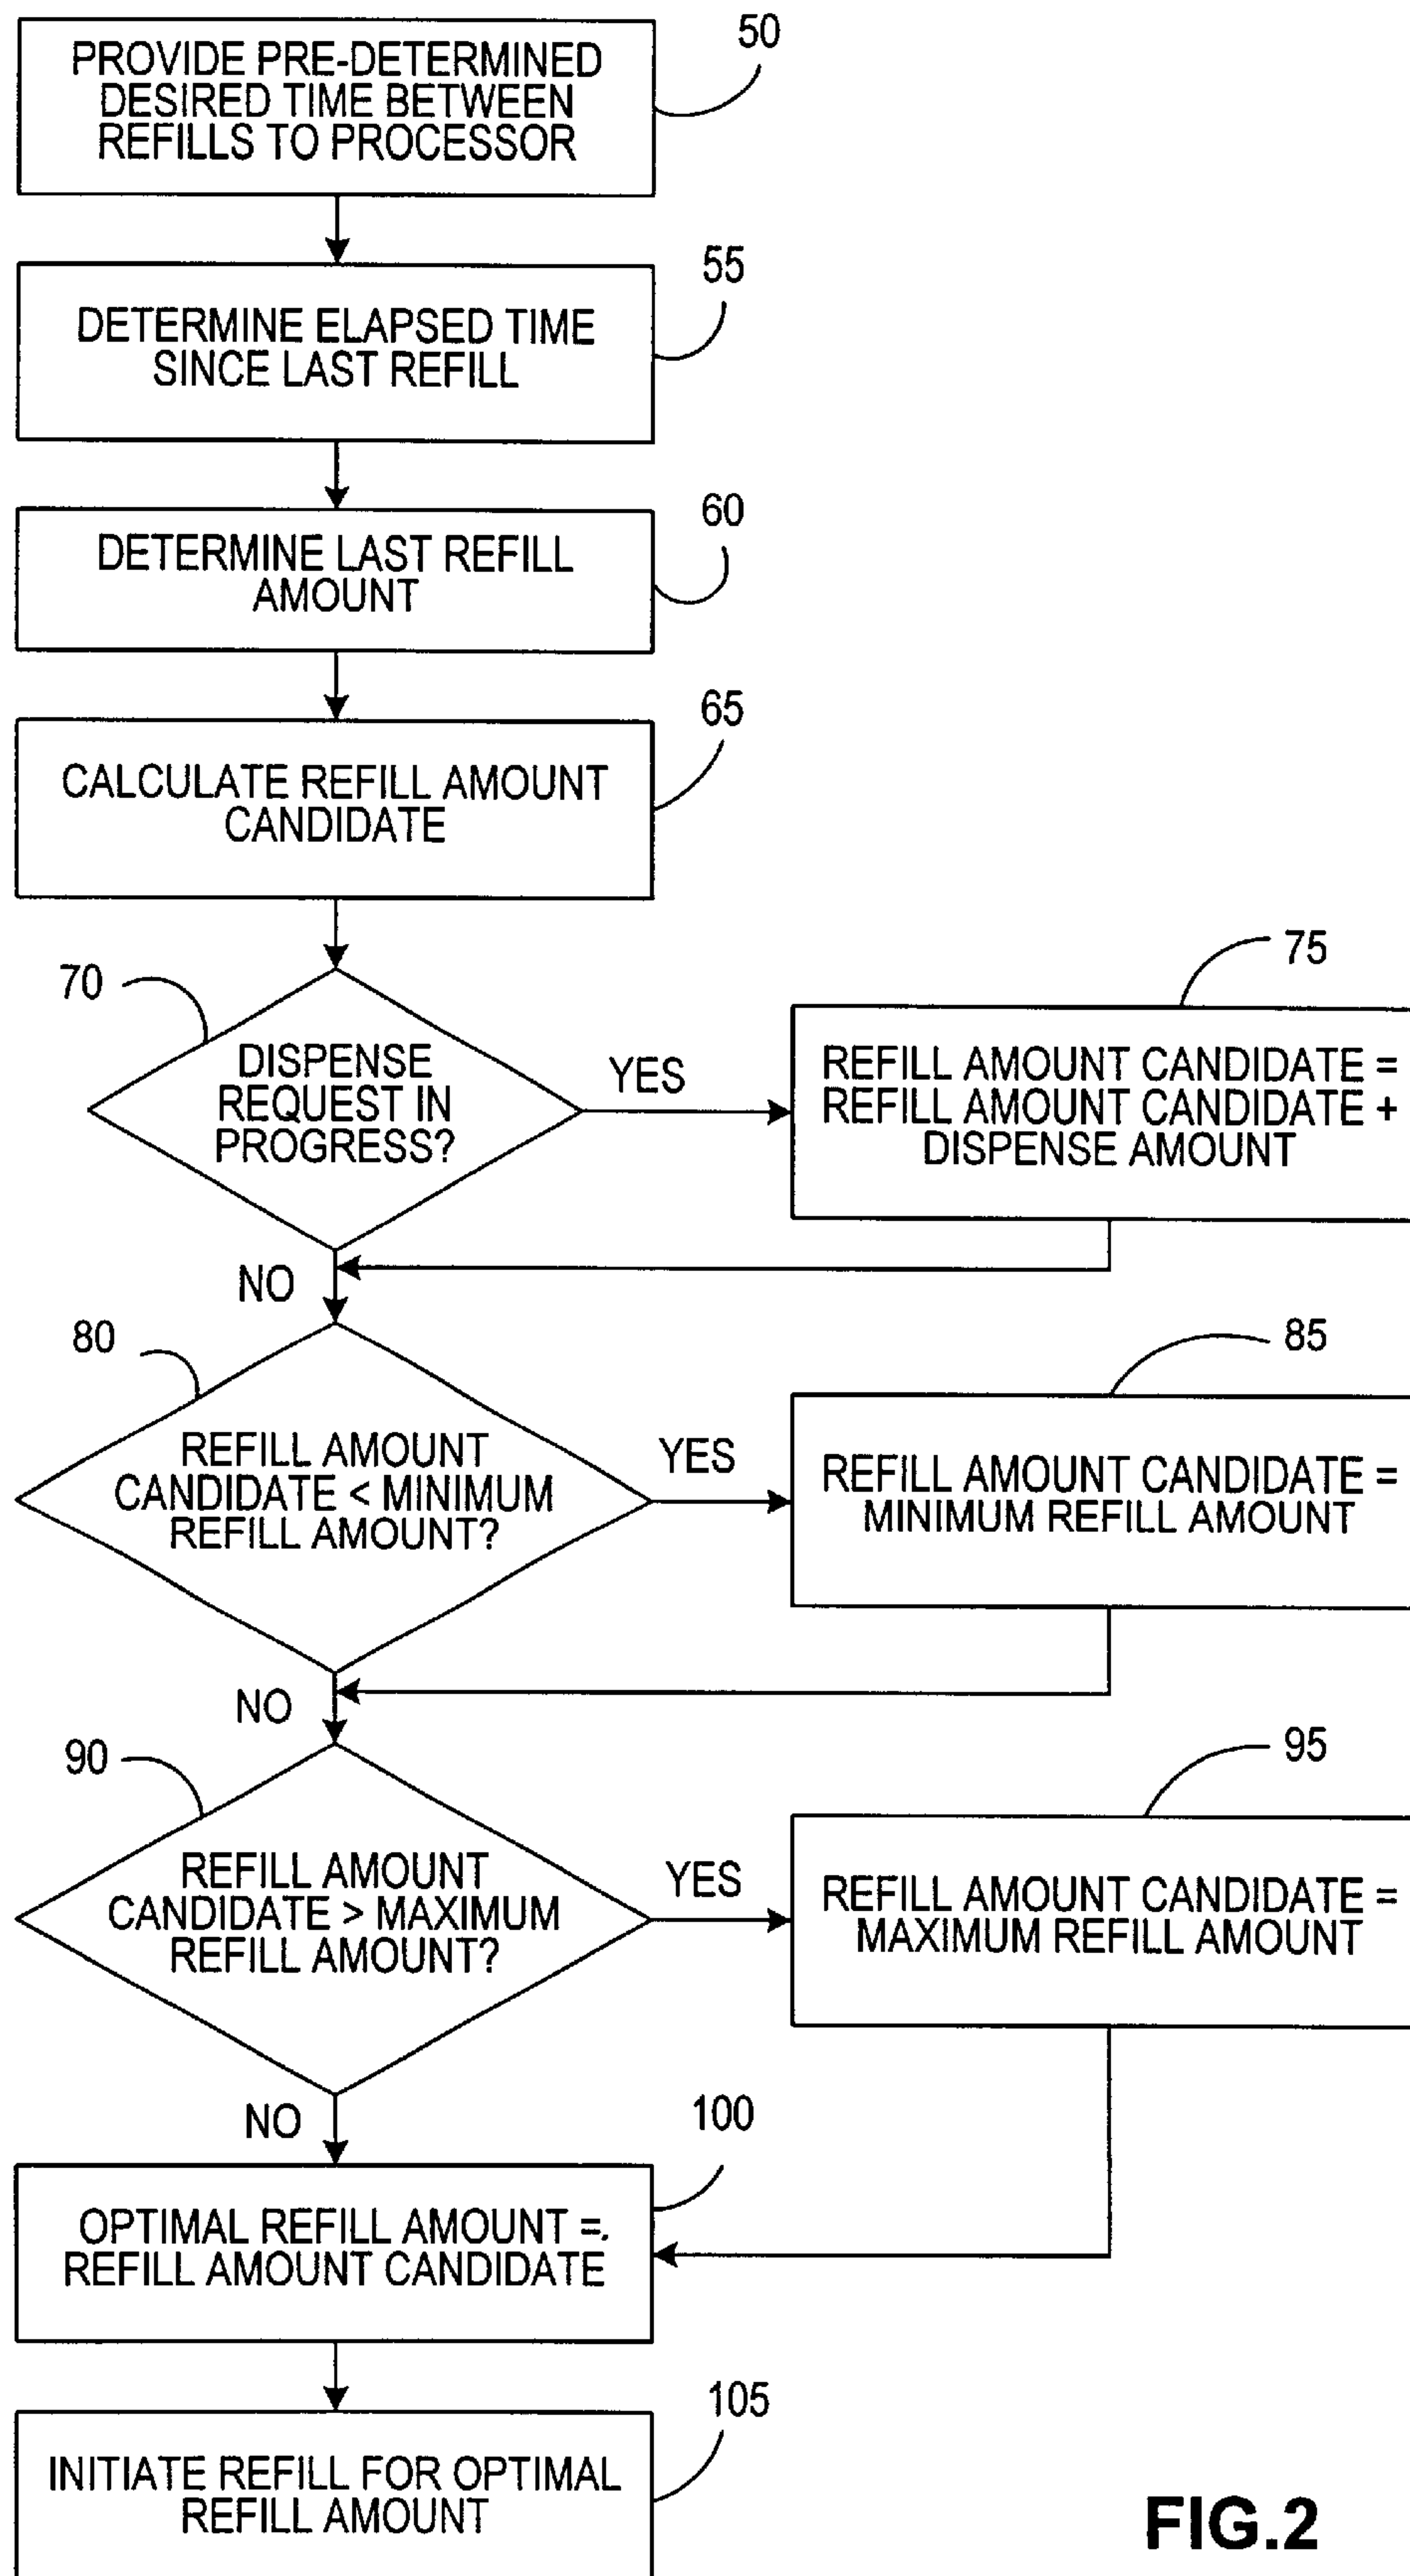 PROVIDE PRE-DETERMINED
DESIRED TIME BETWEEN
REFILLS TO PROCESSOR
50
DETERMINE ELAPSED TIME
SINCE LAST REFILL
55
DETERMINE LAST REFILL
AMOUNT
60
CALCULATE REFILL AMOUNT
CANDIDATE
65
70
DISPENSE
REQUEST IN
PROGRESS?
YES
75
REFILL AMOUNT CANDIDATE =
REFILL AMOUNT CANDIDATE +
DISPENSE AMOUNT
NO
80
REFILL AMOUNT
CANDIDATE < MINIMUM
REFILL AMOUNT?
YES
85
REFILL AMOUNT CANDIDATE =
MINIMUM REFILL AMOUNT
NO
90
REFILL AMOUNT
CANDIDATE > MAXIMUM
REFILL AMOUNT?
YES
95
REFILL AMOUNT CANDIDATE =
MAXIMUM REFILL AMOUNT
NO
100
OPTIMAL REFILL AMOUNT =.
REFILL AMOUNT CANDIDATE
105
INITIATE REFILL FOR OPTIMAL
REFILL AMOUNT
FIG.2